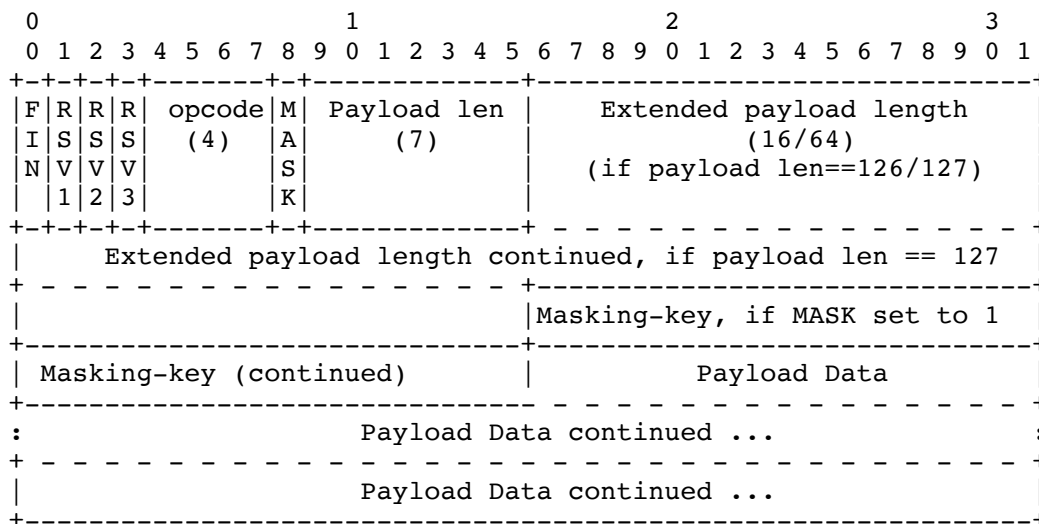 0                   1                   2                   3
0 1 2 3 4 5 6 7 8 9 0 1 2 3 4 5 6 7 8 9 0 1 2 3 4 5 6 7 8 9 0 1
+-+-+-+-+-------+-+-------------+-------------------------------+
|F|R|R|R| opcode|M| Payload len |    Extended payload length    |
|I|S|S|S|  (4)  |A|     (7)     |             (16/64)           |
|N|V|V|V|       |S|             |   (if payload len==126/127)   |
| |1|2|3|       |K|             |                               |
+-+-+-+-+-------+-+-------------+ - - - - - - - - - - - - - - - +
|     Extended payload length continued, if payload len == 127  |
+ - - - - - - - - - - - - - - - +-------------------------------+
|                               |Masking-key, if MASK set to 1  |
+-------------------------------+-------------------------------+
| Masking-key (continued)       |          Payload Data         |
+-------------------------------- - - - - - - - - - - - - - - - +
:                     Payload Data continued ...                :
+ - - - - - - - - - - - - - - - - - - - - - - - - - - - - - - - +
|                     Payload Data continued ...                |
+---------------------------------------------------------------+